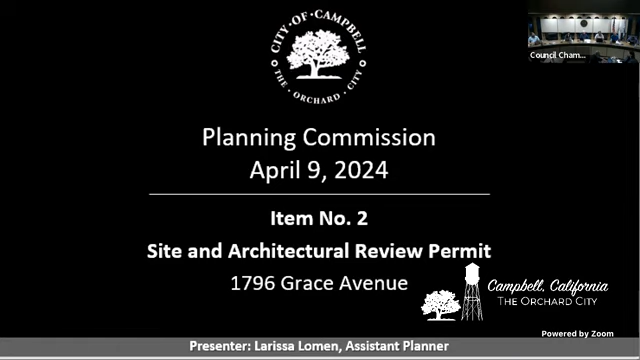 CITY · OF · CAMPBELL
THE · ORCHARD · CITY
Council Cham...
Planning Commission
April 9, 2024
Item No. 2
Site and Architectural Review Permit
1796 Grace Avenue
Campbell, California
THE ORCHARD CITY
Powered by Zoom
Presenter: Larissa Lomen, Assistant Planner